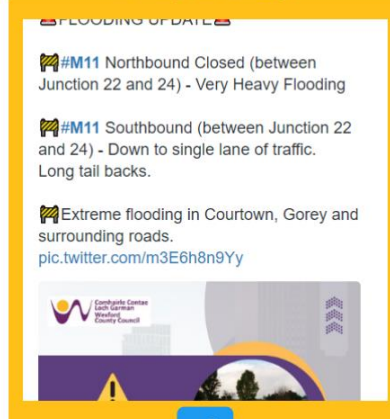 🚨FLOODING UPDATE🚨
🚧#M11 Northbound Closed (between
Junction 22 and 24) - Very Heavy Flooding
🚧#M11 Southbound (between Junction 22
and 24) - Down to single lane of traffic.
Long tail backs.
🚧Extreme flooding in Courtown, Gorey and
surrounding roads.
pic.twitter.com/m3E6h8n9Yy
Comhairle Contae
Loch Garman
Wexford
County Council